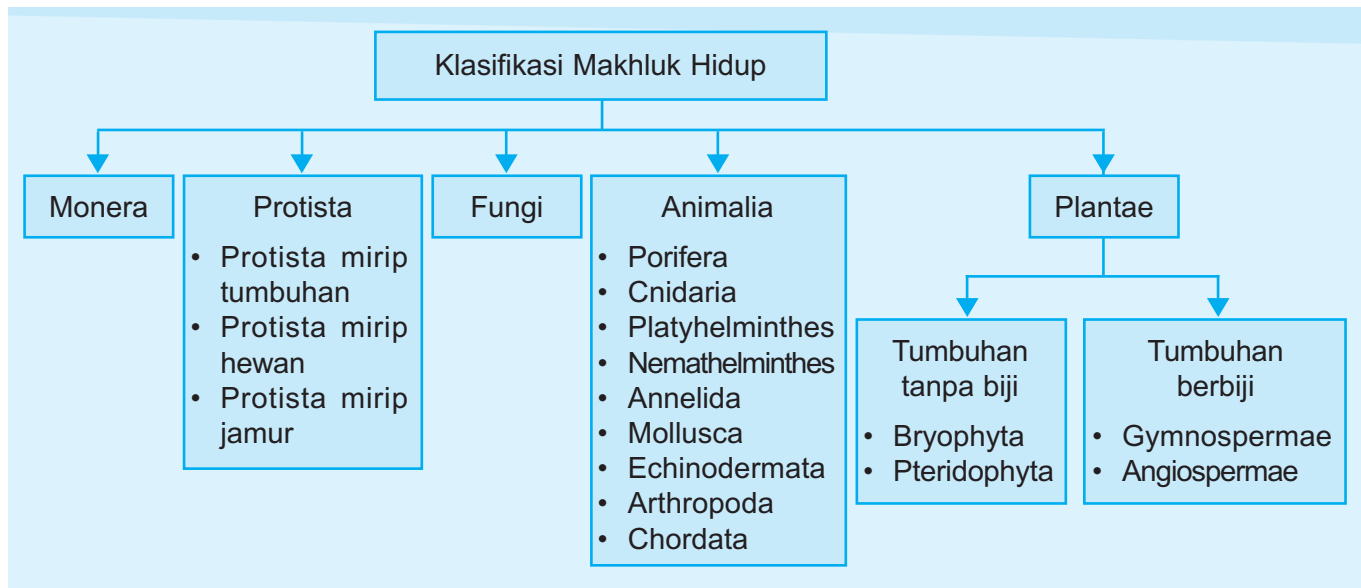 Klasifikasi Makhluk Hidup
Monera
Protista
• Protista mirip
tumbuhan
• Protista mirip
hewan
• Protista mirip
jamur
Fungi
Animalia
• Porifera
• Cnidaria
• Platyhelminthes
• Nemathelminthes
• Annelida
• Mollusca
• Echinodermata
• Arthropoda
• Chordata
Plantae
Tumbuhan
tanpa biji
• Bryophyta
• Pteridophyta
Tumbuhan
berbiji
• Gymnospermae
• Angiospermae